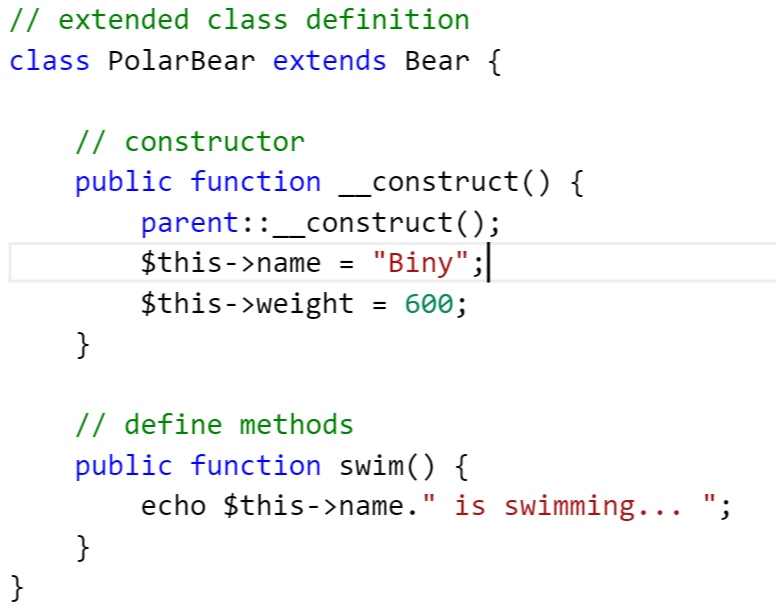 // extended class definition
class PolarBear extends Bear {
// constructor
public function __construct() {
parent::__construct();
$this->name = "Biny";
$this->weight = 600;
}
// define methods
public function swim() {
echo $this->name." is swimming... ";
}
}